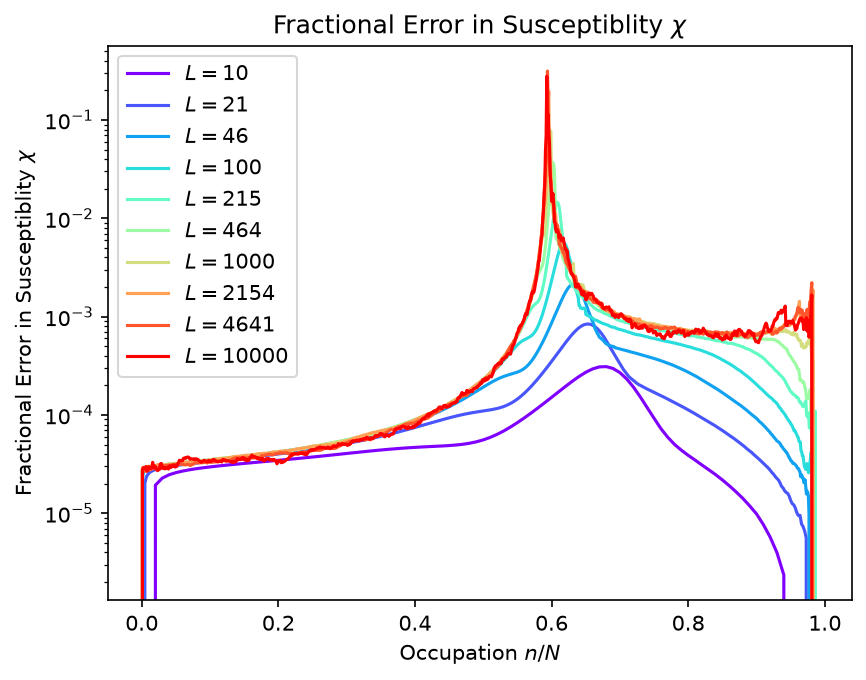 Fractional Error in Susceptiblity χ
Fractional Error in Susceptiblity χ
10⁻¹
10⁻²
10⁻³
10⁻⁴
10⁻⁵
L = 10
L = 21
L = 46
L = 100
L = 215
L = 464
L = 1000
L = 2154
L = 4641
L = 10000
0.0 0.2 0.4 0.6 0.8 1.0
Occupation n/N